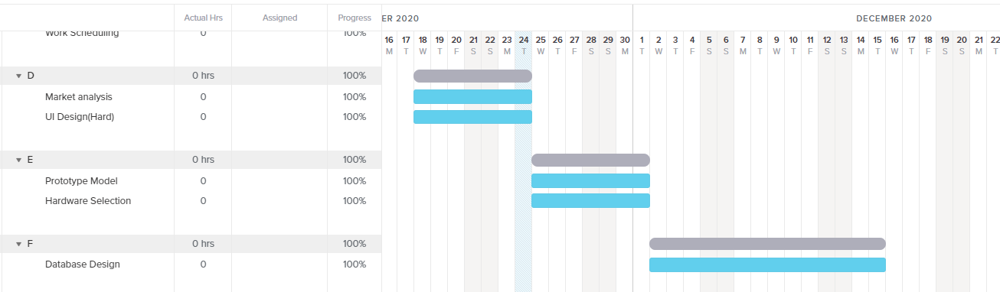 Actual Hrs Assigned Progress ER 2020 DECEMBER 2020
16 17 18 19 20 21 22 23 24 25 26 27 28 29 30 1 2 3 4 5 6 7 8 9 10 11 12 13 14 15 16 17 18 19 20 21 22
M T W T F S S M T W T F S S M T W T F S S M T W T F S S M T W T F S S M T
Work Scheduling 0 100%
D 0 hrs 100%
Market analysis 0 100%
UI Design(Hard) 0 100%
E 0 hrs 100%
Prototype Model 0 100%
Hardware Selection 0 100%
F 0 hrs 100%
Database Design 0 100%